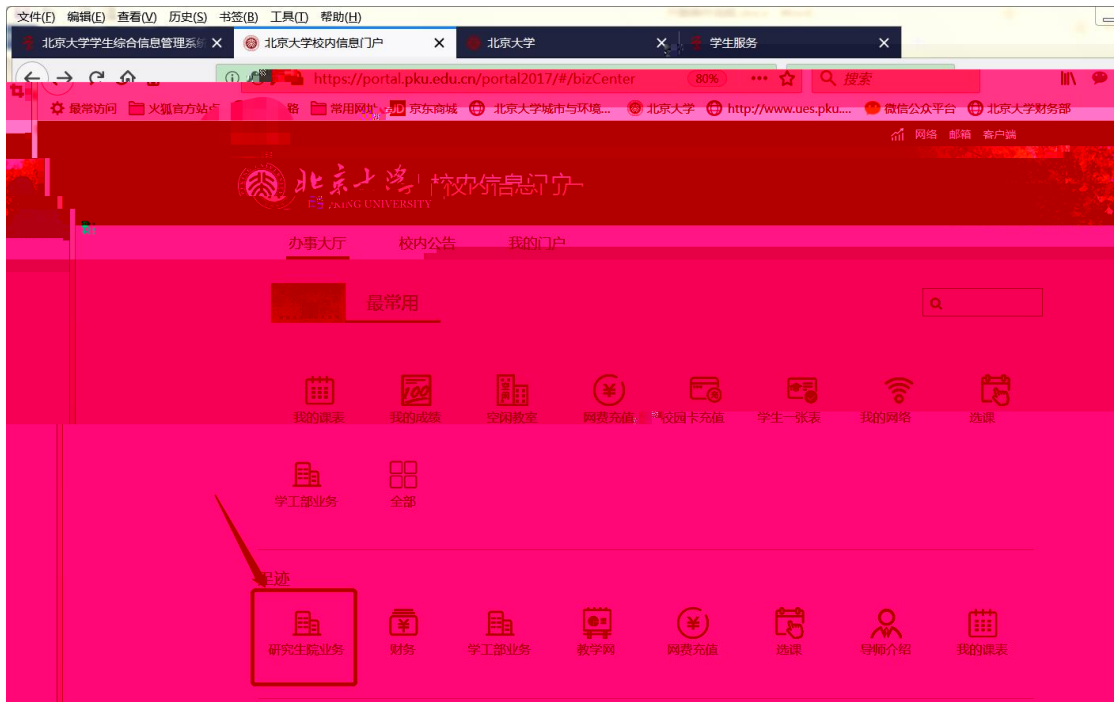 文件(F) 编辑(E) 查看(V) 历史(S) 书签(B) 工具(T) 帮助(H)
北京大学学生综合信息管理系统 北京大学校内信息门户 北京大学 学生服务
https://portal.pku.edu.cn/portal2017/#/bizCenter 80% 搜索
最常访问 火狐官方站点 常用网址 JD 京东商城 北京大学城市与环境... 北京大学 http://www.ues.pku.... 微信公众平台 北京大学财务部
网络 邮箱 客户端
北京大学 校内信息门户
UNIVERSITY
办事大厅 校内公告 我的门户
最常用
我的课表 我的成绩 空闲教室 网费充值 校园卡充值 学生一张表 我的网络 选课
学工部业务 全部
足迹
研究生院业务 财务 学工部业务 教学网 网费充值 选课 导师介绍 我的课表